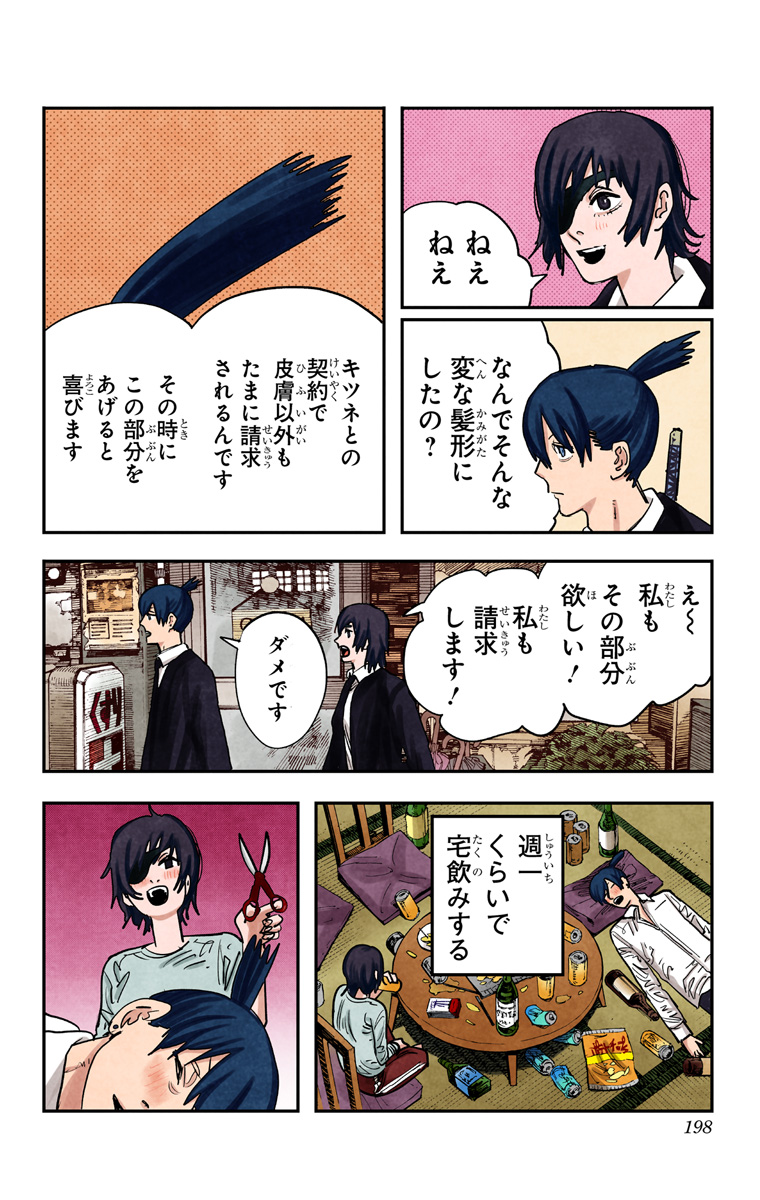 ねえ
ねえ
なんでそんな
変な髪形に
したの？
キツネとの
契約で
皮膚以外も
たまに請求
されるんです
その時に
この部分を
あげると
喜びます
え〜
私も
その部分
欲しい！
私も
請求
します！
ダメです
週一
くらいで
宅飲みする
198